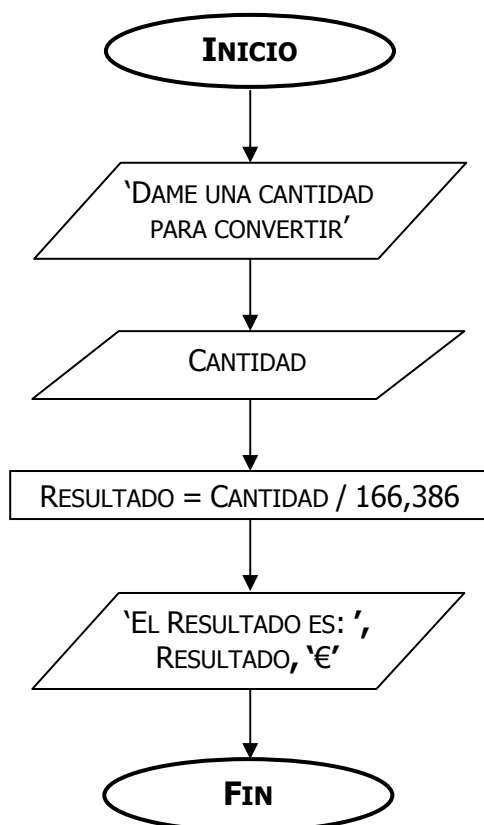 INICIO
‘DAME UNA CANTIDAD
PARA CONVERTIR’
CANTIDAD
RESULTADO = CANTIDAD / 166,386
‘EL RESULTADO ES: ’,
RESULTADO, ‘€’
FIN